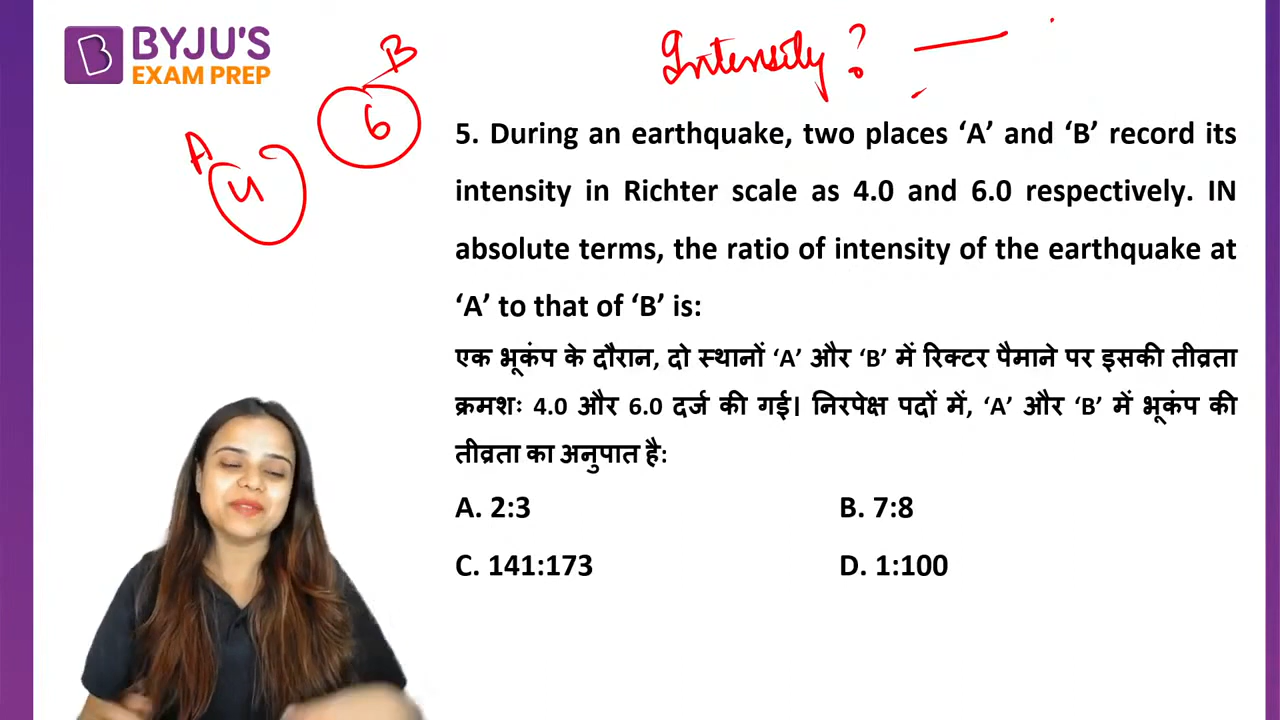 BYJU'S
EXAM PREP
B
6
A
4
Intensity?
5. During an earthquake, two places ‘A’ and ‘B’ record its
intensity in Richter scale as 4.0 and 6.0 respectively. IN
absolute terms, the ratio of intensity of the earthquake at
‘A’ to that of ‘B’ is:
एक भूकंप के दौरान, दो स्थानों ‘A’ और ‘B’ में रिक्टर पैमाने पर इसकी तीव्रता
क्रमशः 4.0 और 6.0 दर्ज की गई। निरपेक्ष पदों में, ‘A’ और ‘B’ में भूकंप की
तीव्रता का अनुपात है:
A. 2:3
B. 7:8
C. 141:173
D. 1:100